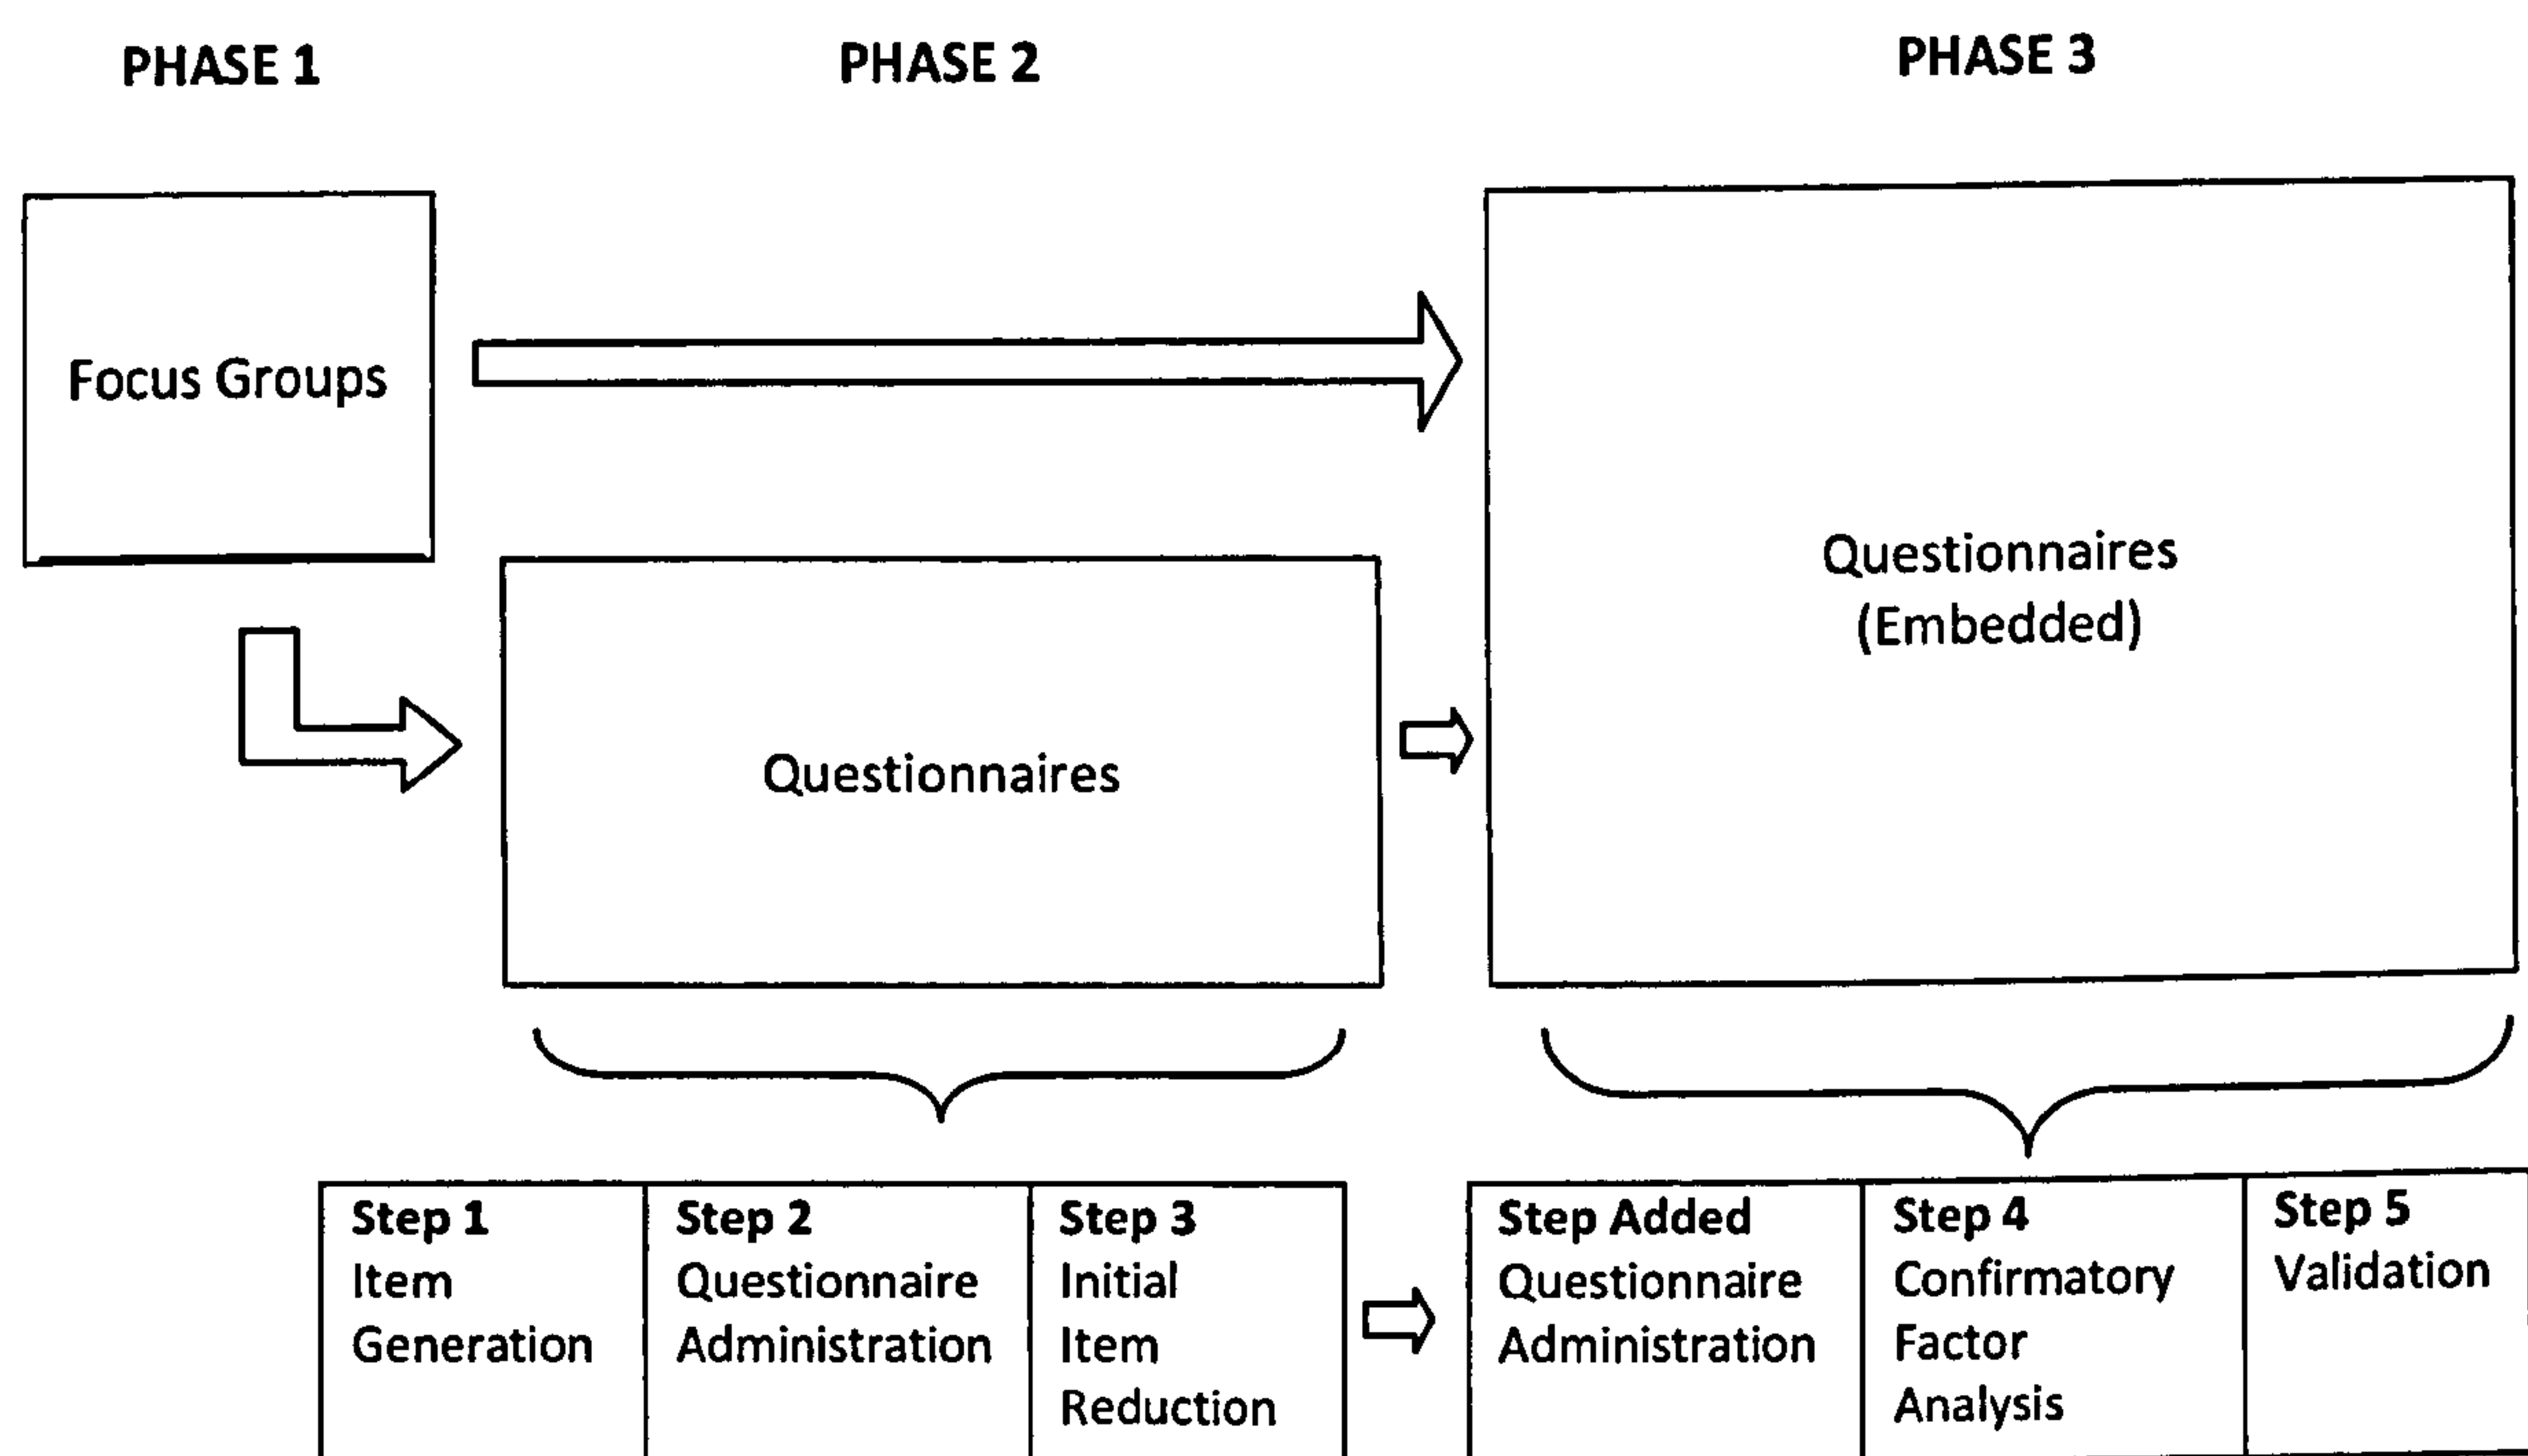 PHASE 1
PHASE 2
PHASE 3
Focus Groups
Questionnaires
Questionnaires
(Embedded)
Step 1
Item
Generation
Step 2
Questionnaire
Administration
Step 3
Initial
Item
Reduction
Step Added
Questionnaire
Administration
Step 4
Confirmatory
Factor
Analysis
Step 5
Validation